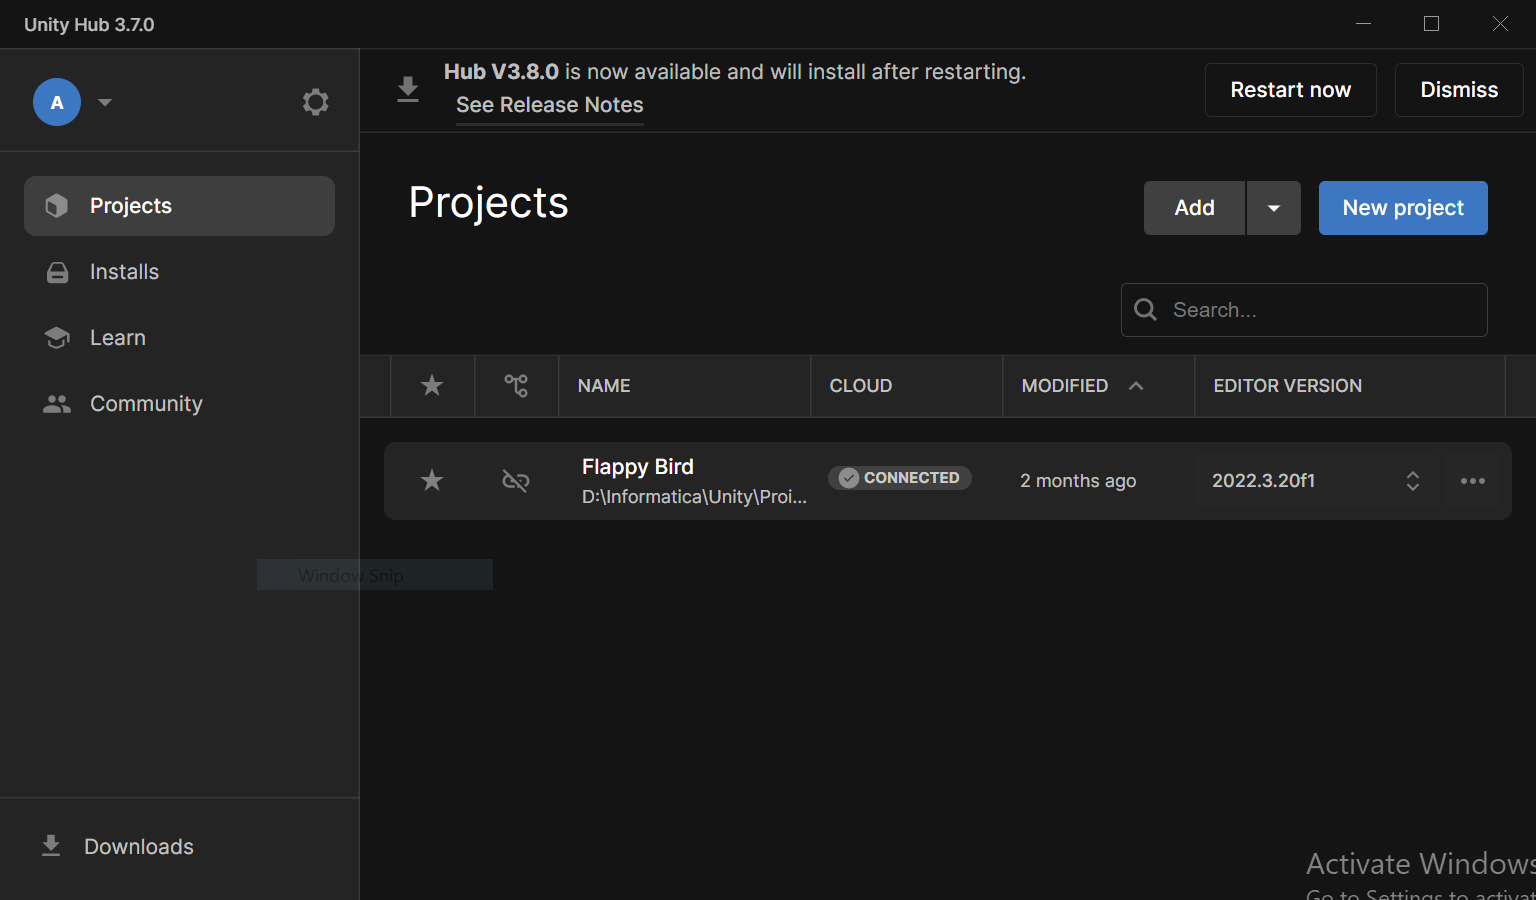 Unity Hub 3.7.0
A
Hub V3.8.0 is now available and will install after restarting.
See Release Notes
Restart now
Dismiss
Projects
Installs
Learn
Community
Downloads
Projects
Add
New project
Search...
NAME
CLOUD
MODIFIED
EDITOR VERSION
Flappy Bird
D:\Informatica\Unity\Proi...
CONNECTED
2 months ago
2022.3.20f1
Window Snip
Activate Windows
Go to Settings to activat